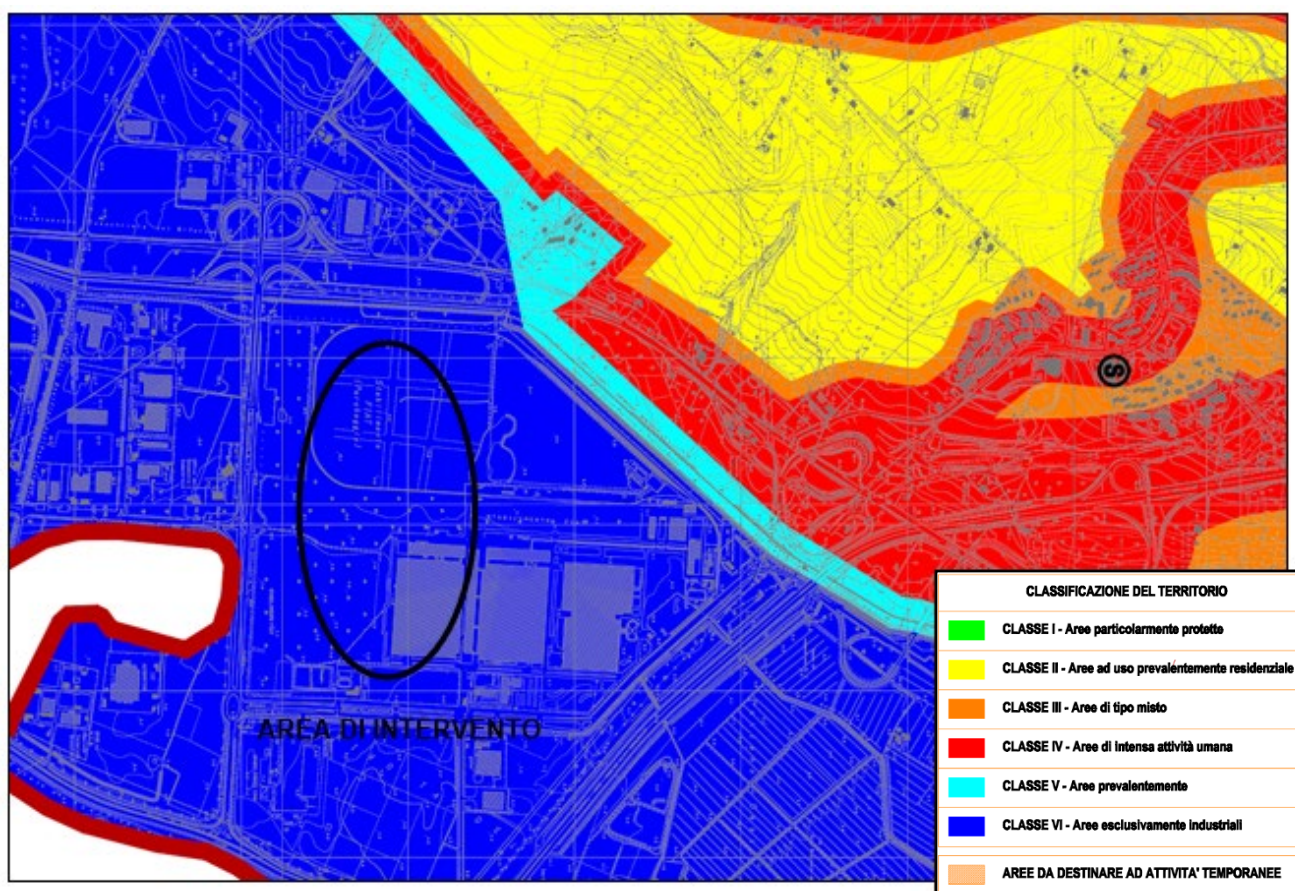 S
AREA DI INTERVENTO
CLASSIFICAZIONE DEL TERRITORIO
CLASSE I - Aree particolarmente protette
CLASSE II - Aree ad uso prevalentemente residenziale
CLASSE III - Aree di tipo misto
CLASSE IV - Aree di intensa attività umana
CLASSE V - Aree prevalentemente
CLASSE VI - Aree esclusivamente industriali
AREE DA DESTINARE AD ATTIVITA' TEMPORANEE